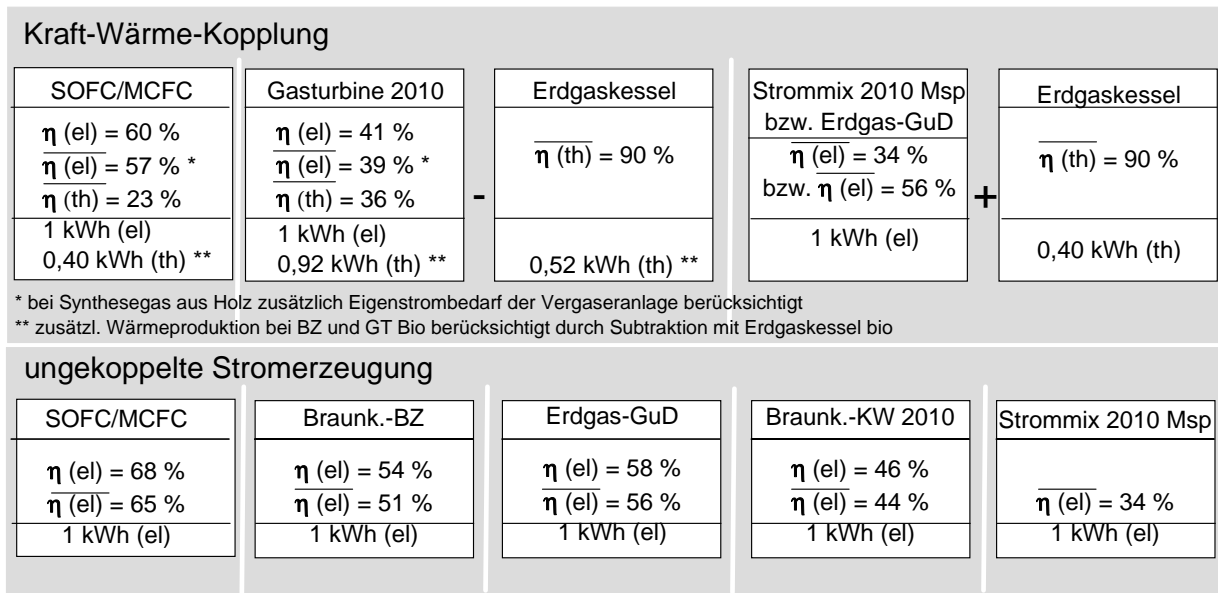 Kraft-Wärme-Kopplung
SOFC/MCFC
η (el) = 60 %
η (el) = 57 % *
η (th) = 23 %
1 kWh (el)
0,40 kWh (th) **
Gasturbine 2010
η (el) = 41 %
η (el) = 39 % *
η (th) = 36 %
1 kWh (el)
0,92 kWh (th) **
-
Erdgaskessel
η (th) = 90 %
0,52 kWh (th) **
Strommix 2010 Msp
bzw. Erdgas-GuD
η (el) = 34 %
bzw. η (el) = 56 %
1 kWh (el)
+
Erdgaskessel
η (th) = 90 %
0,40 kWh (th)
* bei Synthesegas aus Holz zusätzlich Eigenstrombedarf der Vergaseranlage berücksichtigt
** zusätzl. Wärmeproduktion bei BZ und GT Bio berücksichtigt durch Subtraktion mit Erdgaskessel bio
ungekoppelte Stromerzeugung
SOFC/MCFC
η (el) = 68 %
η (el) = 65 %
1 kWh (el)
Braunk.-BZ
η (el) = 54 %
η (el) = 51 %
1 kWh (el)
Erdgas-GuD
η (el) = 58 %
η (el) = 56 %
1 kWh (el)
Braunk.-KW 2010
η (el) = 46 %
η (el) = 44 %
1 kWh (el)
Strommix 2010 Msp
η (el) = 34 %
1 kWh (el)